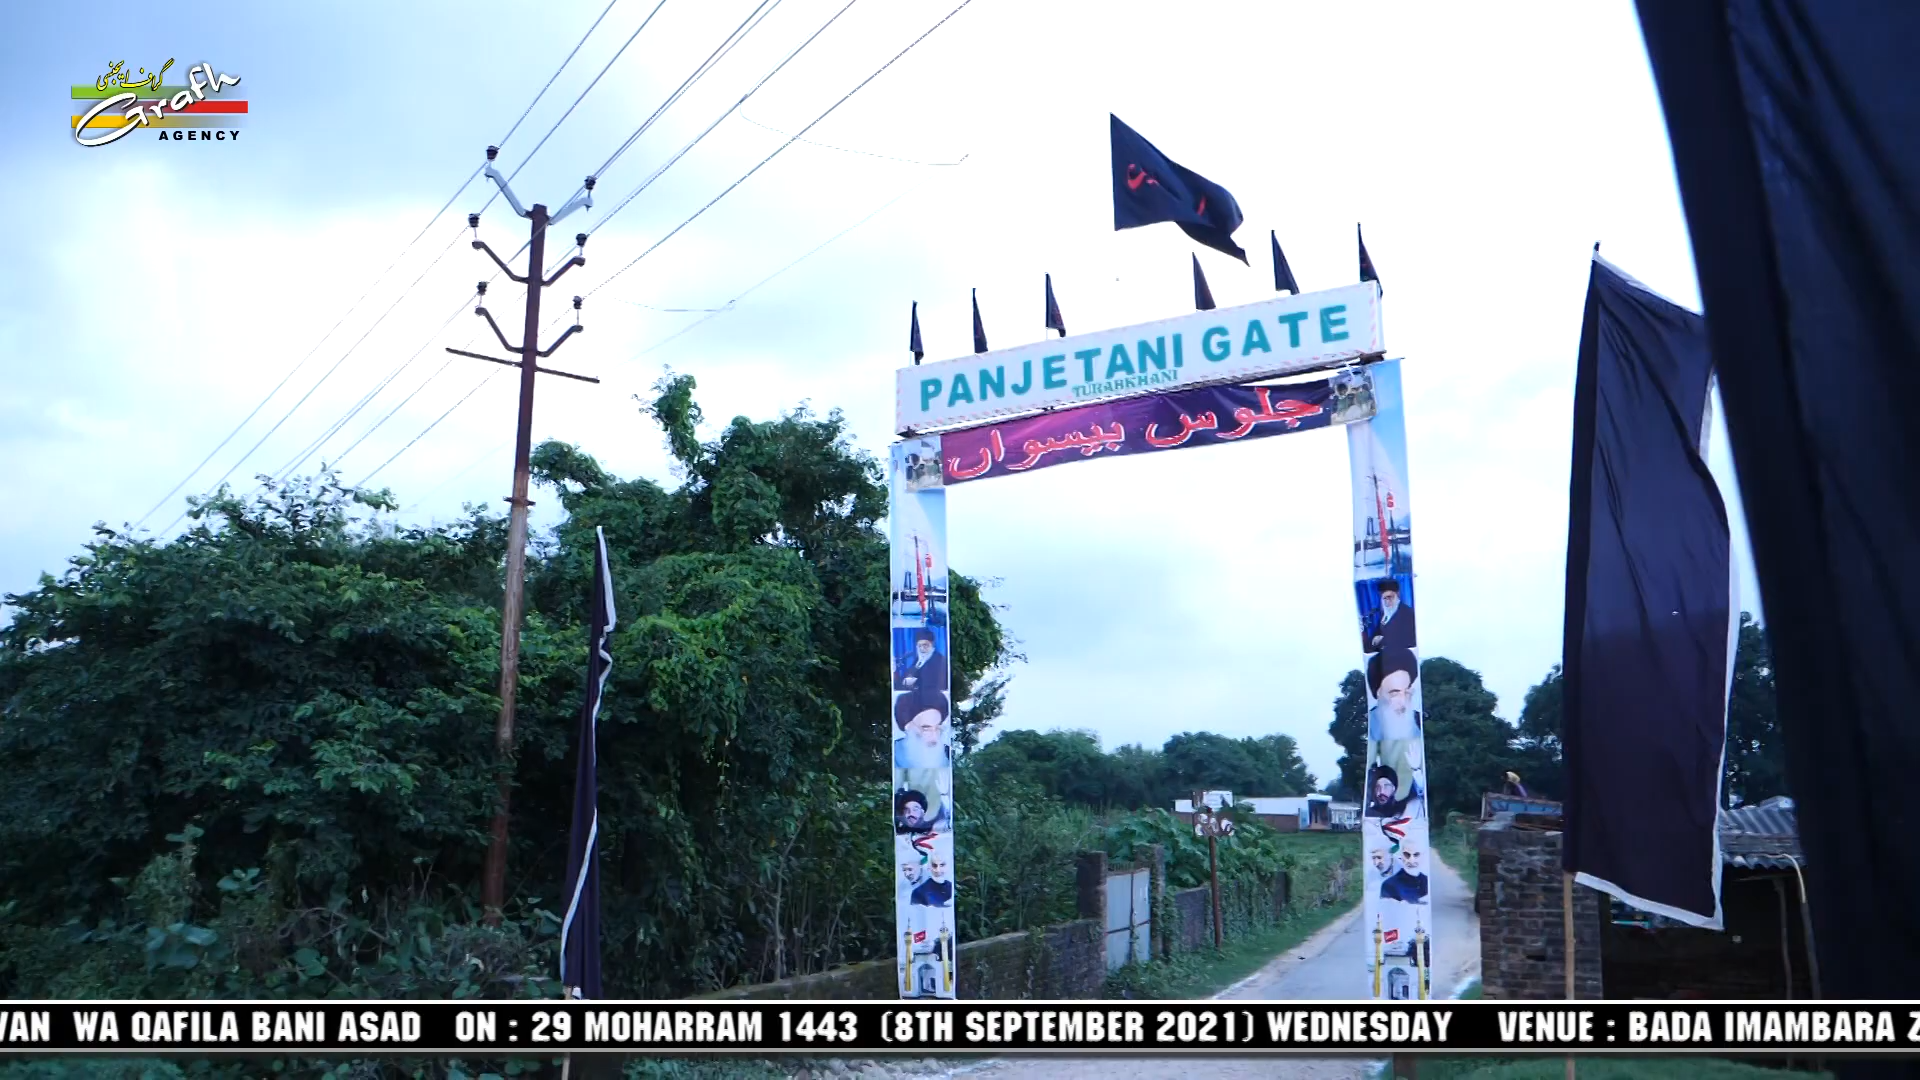 گراف ایجنسی
Grafh
AGENCY
PANJETANI GATE
TURABKHANI
جلوس بیسواں
VAN WA QAFILA BANI ASAD ON : 29 MOHARRAM 1443 (8TH SEPTEMBER 2021) WEDNESDAY VENUE : BADA IMAMBARA Z